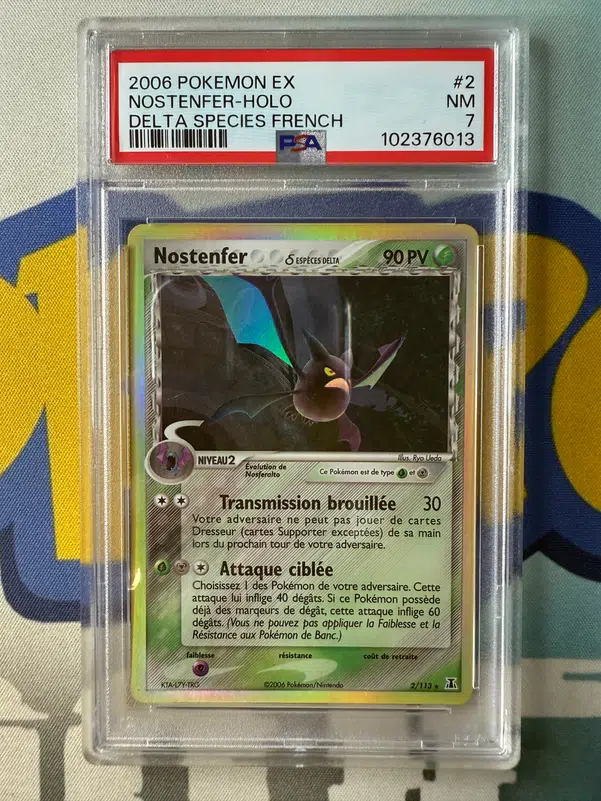 2006 POKEMON EX #2
NOSTENFER-HOLO NM
DELTA SPECIES FRENCH 7
PSA 102376013
Nostenfer δ ESPÈCES DELTA 90 PV
Illus. Ryo Ueda
NIVEAU2 Évolution de Nosferalto Ce Pokémon est de type et
Transmission brouillée 30
Votre adversaire ne peut pas jouer de cartes
Dresseur (cartes Supporter exceptées) de sa main
lors du prochain tour de votre adversaire.
Attaque ciblée
Choisissez 1 des Pokémon de votre adversaire. Cette
attaque lui inflige 40 dégâts. Si ce Pokémon possède
déjà des marqeurs de dégât, cette attaque inflige 60
dégâts. (Vous ne pouvez pas appliquer la Faiblesse et la
Résistance aux Pokémon de Banc.)
faiblesse résistance coût de retraite
KTA-L7Y-TRG ©2006 Pokémon/Nintendo 2/113 ★